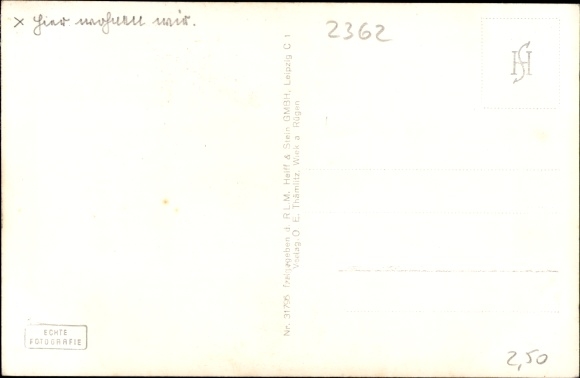 × hier wohnen wir.
2362
HS
Nr. 31795 Freigegeben d. R.L.M. Helff & Stein GMBH. Leipzig C 1
Verlag: O. E. Thämlitz, Wiek a. Rügen
ECHTE
FOTOGRAFIE
2,50